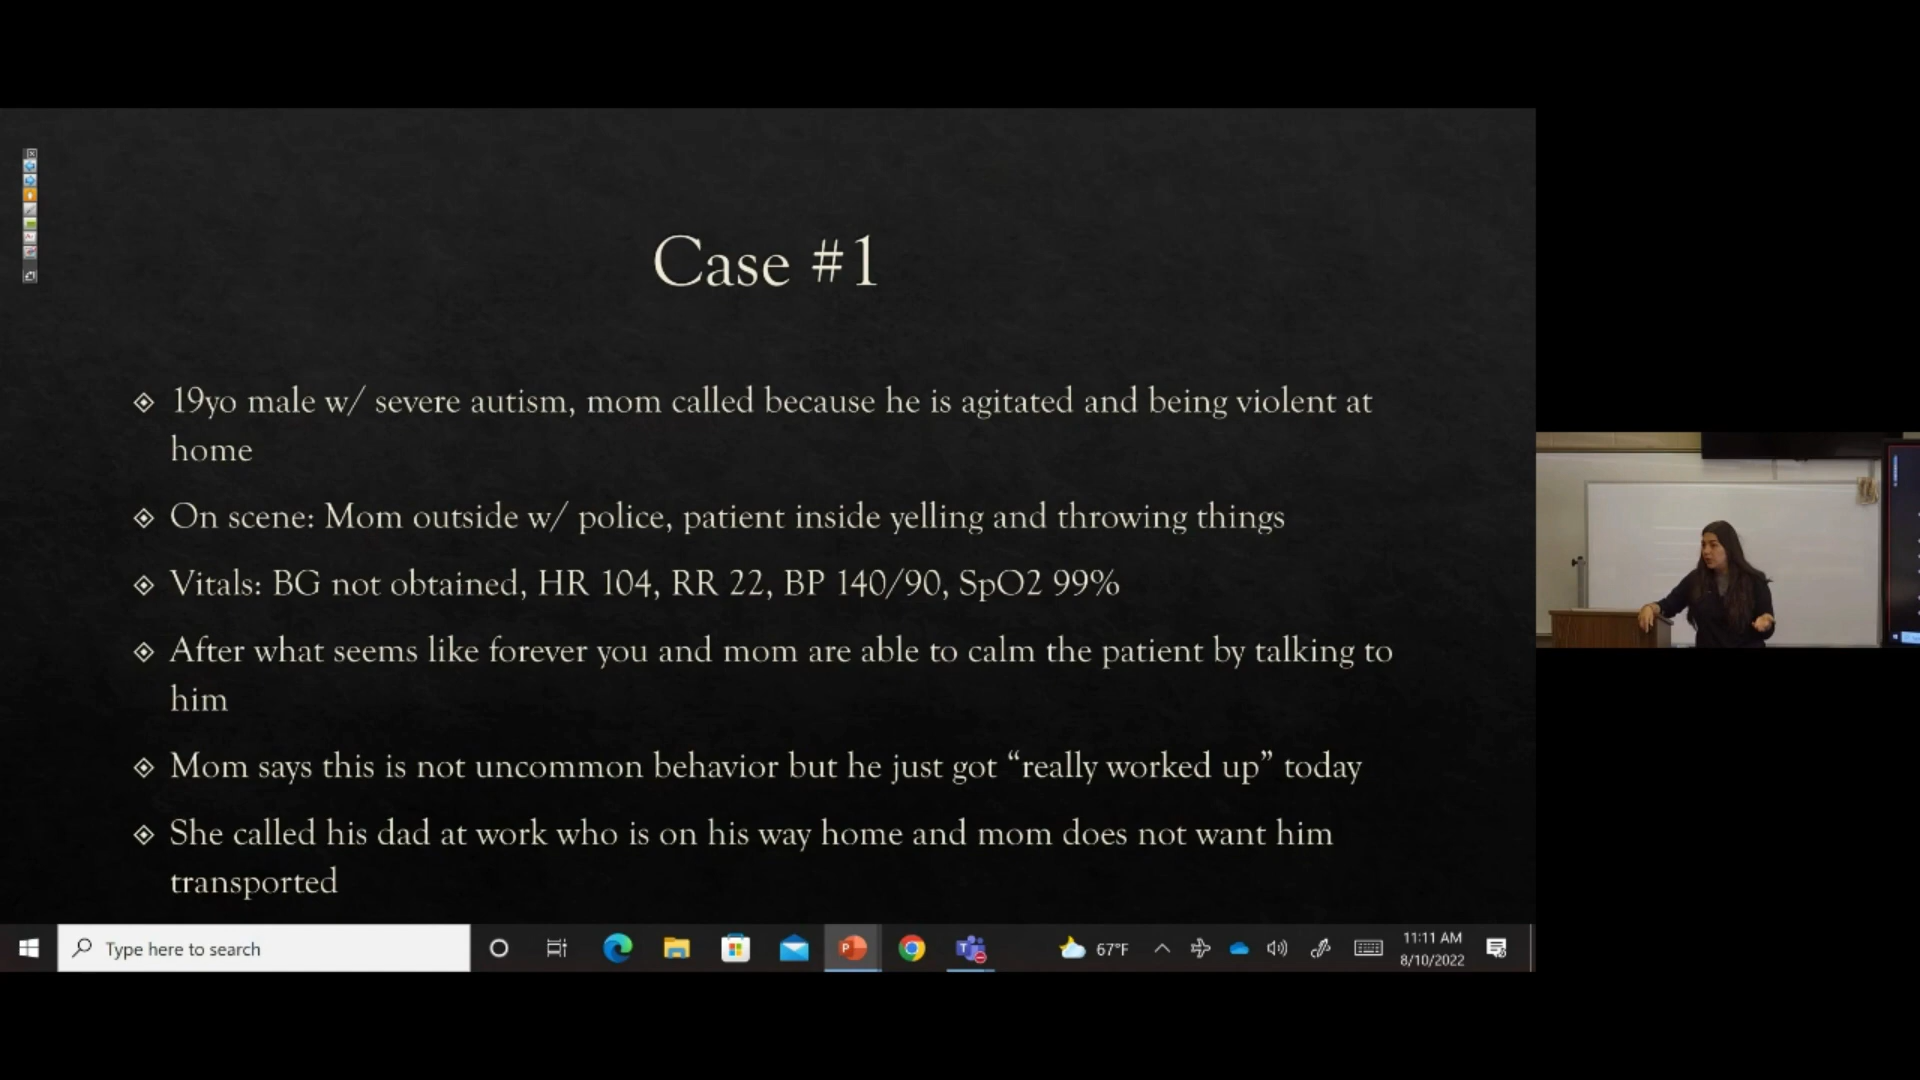 Case #1
19yo male w/ severe autism, mom called because he is agitated and being violent at
home
On scene: Mom outside w/ police, patient inside yelling and throwing things
Vitals: BG not obtained, HR 104, RR 22, BP 140/90, SpO2 99%
After what seems like forever you and mom are able to calm the patient by talking to
him
Mom says this is not uncommon behavior but he just got “really worked up” today
She called his dad at work who is on his way home and mom does not want him
transported
Type here to search
67°F
11:11 AM
8/10/2022